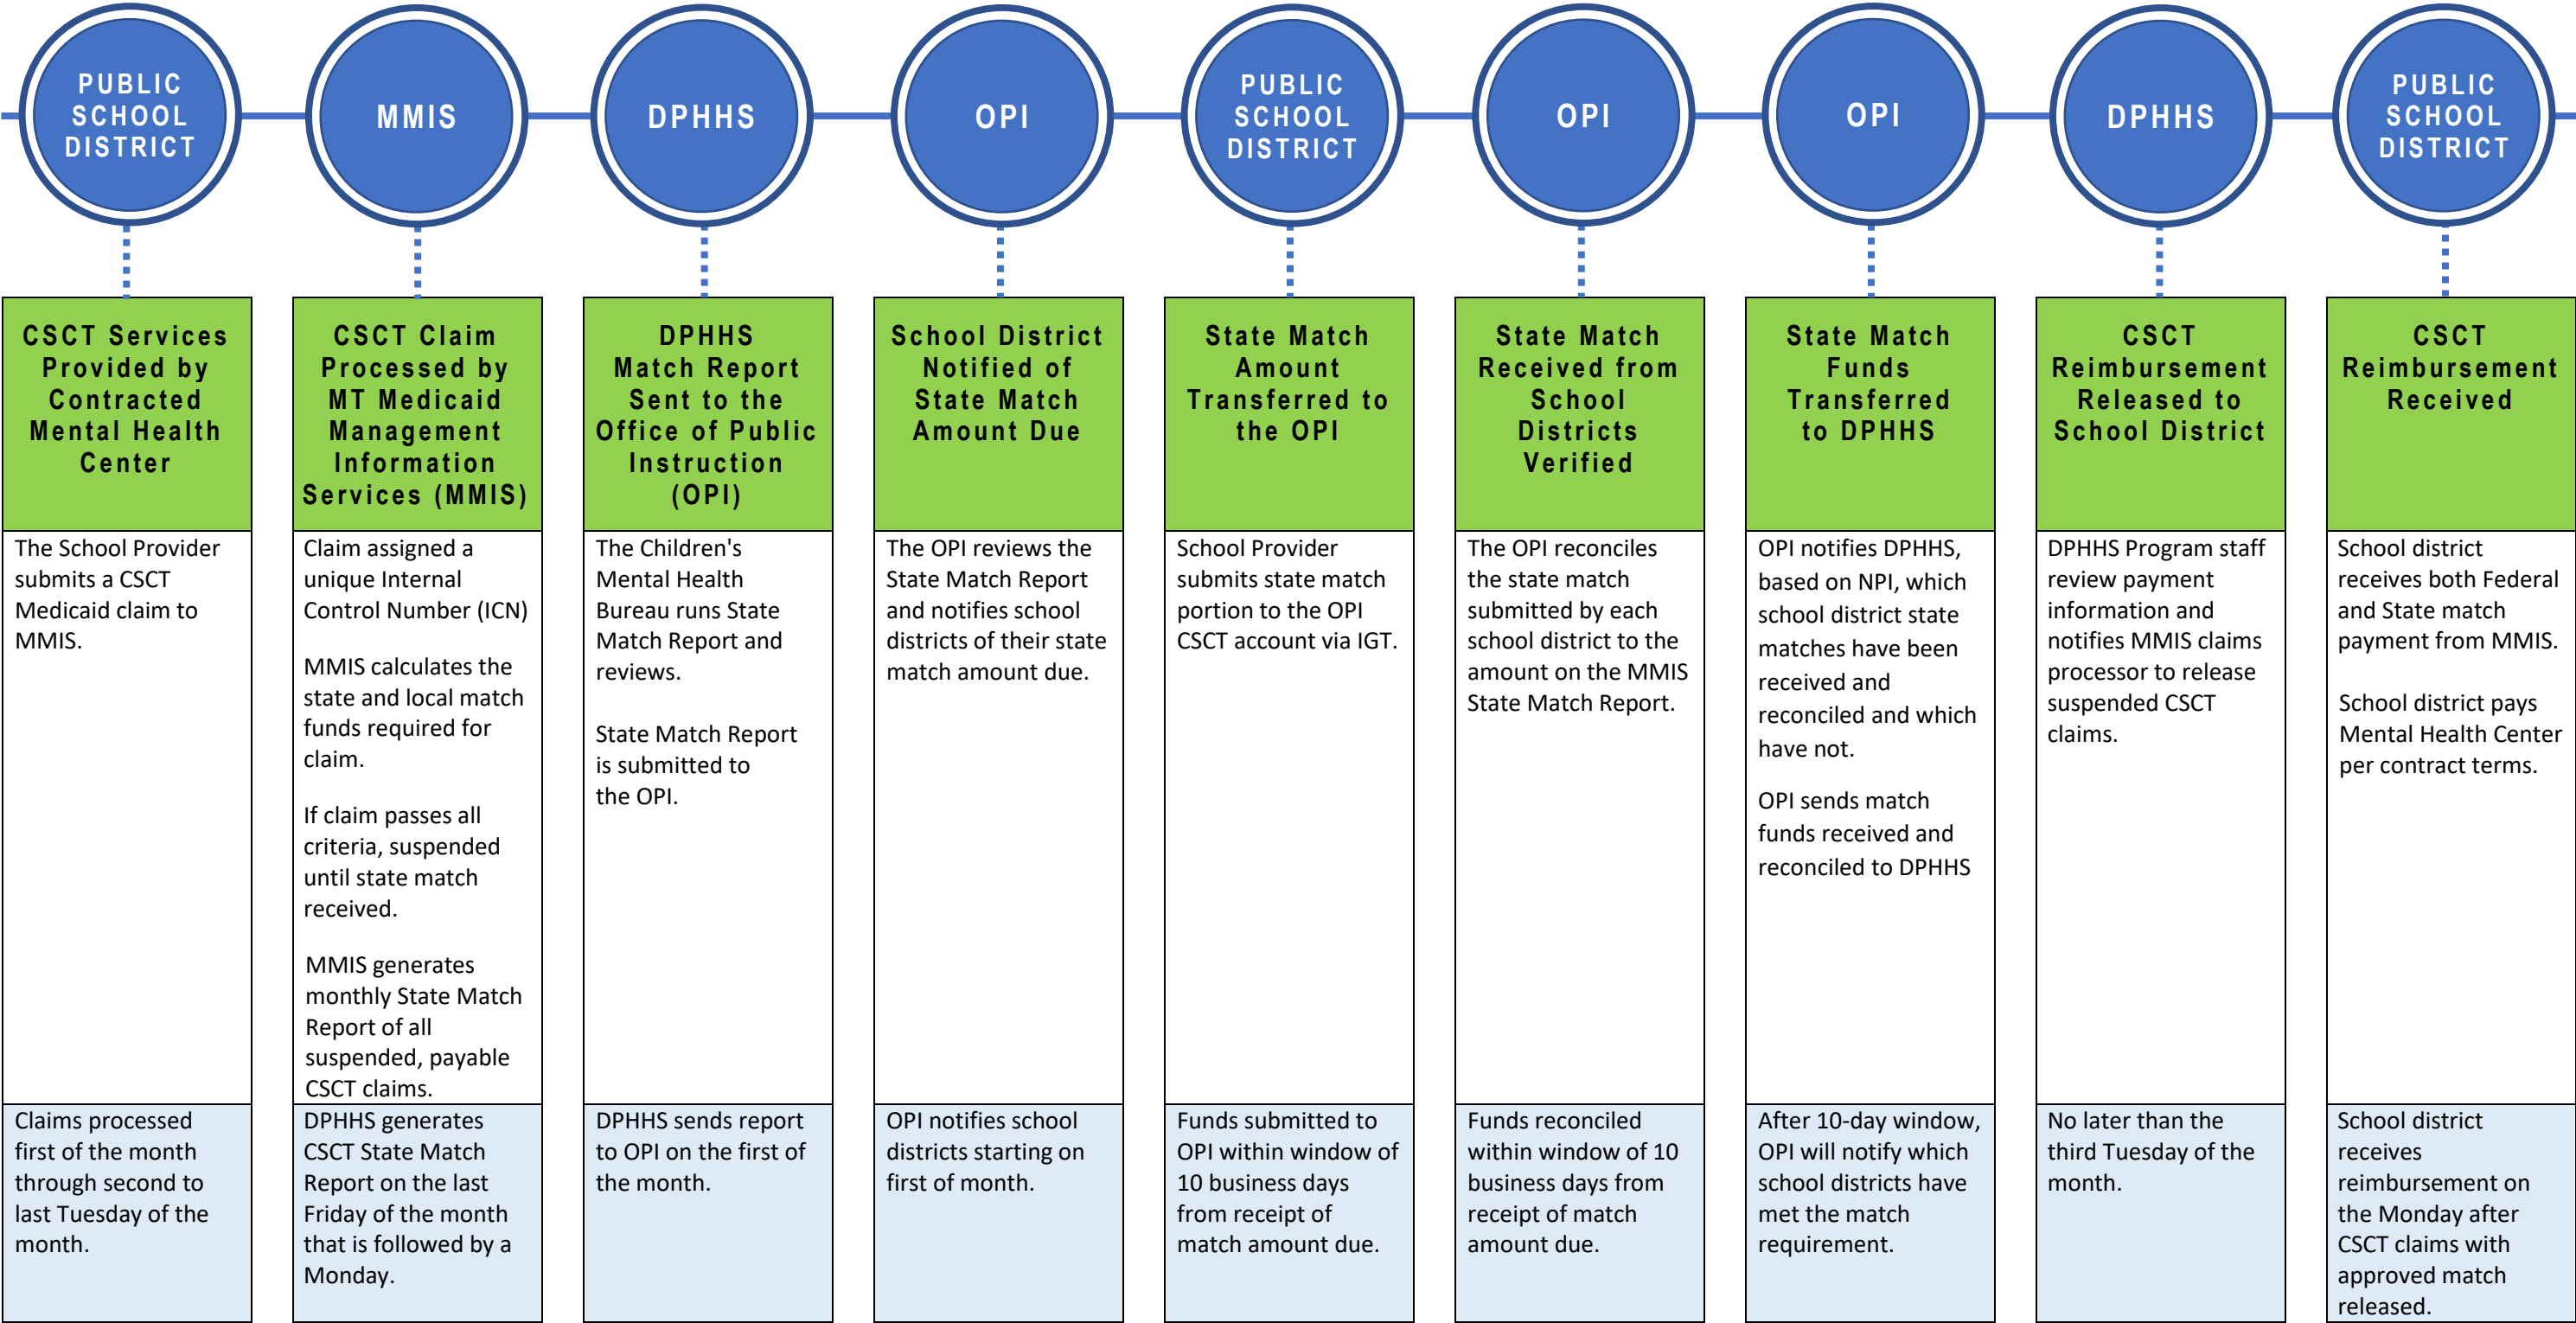 PUBLIC
SCHOOL
DISTRICT
MMIS
DPHHS
OPI
PUBLIC
SCHOOL
DISTRICT
OPI
OPI
DPHHS
PUBLIC
SCHOOL
DISTRICT
CSCT Services
Provided by
Contracted
Mental Health
Center
CSCT Claim
Processed by
MT Medicaid
Management
Information
Services (MMIS)
DPHHS
Match Report
Sent to the
Office of Public
Instruction
(OPI)
School District
Notified of
State Match
Amount Due
State Match
Amount
Transferred to
the OPI
State Match
Received from
School
Districts
Verified
State Match
Funds
Transferred
to DPHHS
CSCT
Reimbursement
Released to
School District
CSCT
Reimbursement
Received
The School Provider
submits a CSCT
Medicaid claim to
MMIS.
Claim assigned a
unique Internal
Control Number (ICN)
MMIS calculates the
state and local match
funds required for
claim.
If claim passes all
criteria, suspended
until state match
received.
MMIS generates
monthly State Match
Report of all
suspended, payable
CSCT claims.
The Children's
Mental Health
Bureau runs State
Match Report and
reviews.
State Match Report
is submitted to
the OPI.
The OPI reviews the
State Match Report
and notifies school
districts of their state
match amount due.
School Provider
submits state match
portion to the OPI
CSCT account via IGT.
The OPI reconciles
the state match
submitted by each
school district to the
amount on the MMIS
State Match Report.
OPI notifies DPHHS,
based on NPI, which
school district state
matches have been
received and
reconciled and which
have not.
OPI sends match
funds received and
reconciled to DPHHS
DPHHS Program staff
review payment
information and
notifies MMIS claims
processor to release
suspended CSCT
claims.
School district
receives both Federal
and State match
payment from MMIS.
School district pays
Mental Health Center
per contract terms.
Claims processed
first of the month
through second to
last Tuesday of the
month.
DPHHS generates
CSCT State Match
Report on the last
Friday of the month
that is followed by a
Monday.
DPHHS sends report
to OPI on the first of
the month.
OPI notifies school
districts starting on
first of month.
Funds submitted to
OPI within window of
10 business days
from receipt of
match amount due.
Funds reconciled
within window of 10
business days from
receipt of match
amount due.
After 10-day window,
OPI will notify which
school districts have
met the match
requirement.
No later than the
third Tuesday of the
month.
School district
receives
reimbursement on
the Monday after
CSCT claims with
approved match
released.